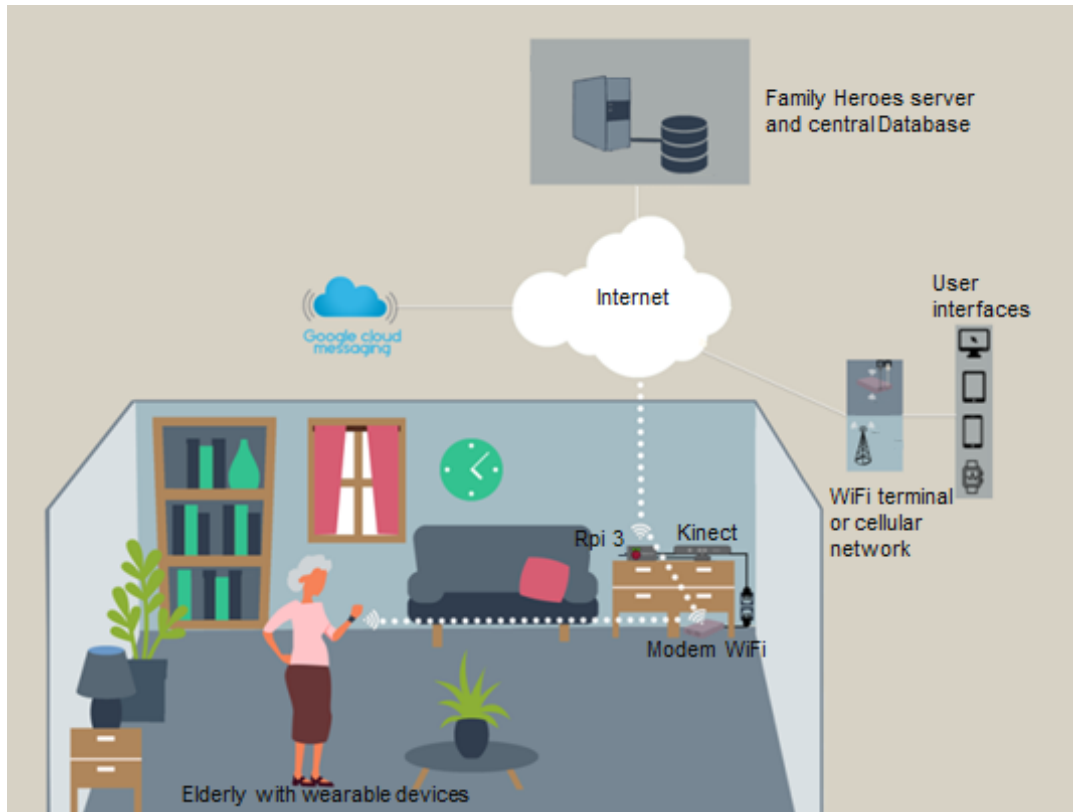 Family Heroes server
and central Database
Internet
Google cloud
messaging
User
interfaces
WiFi terminal
or cellular
network
Rpi 3
Kinect
Modem WiFi
Elderly with wearable devices